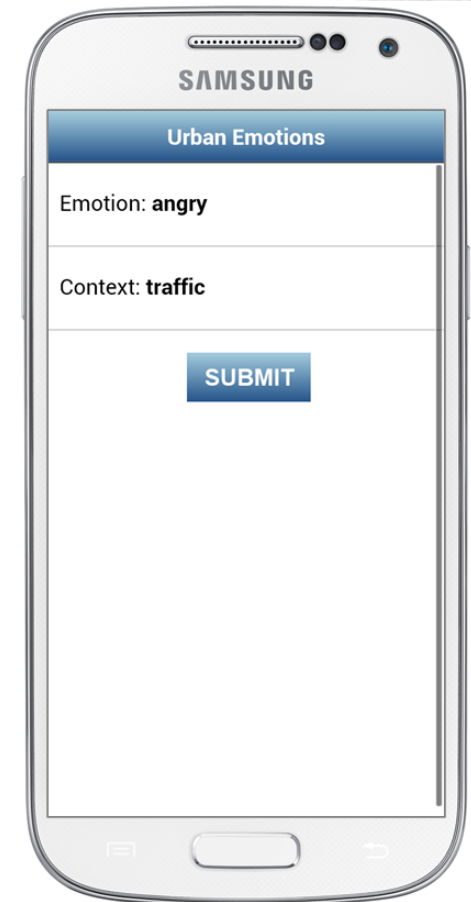 SAMSUNG
Urban Emotions
Emotion: angry
Context: traffic
SUBMIT